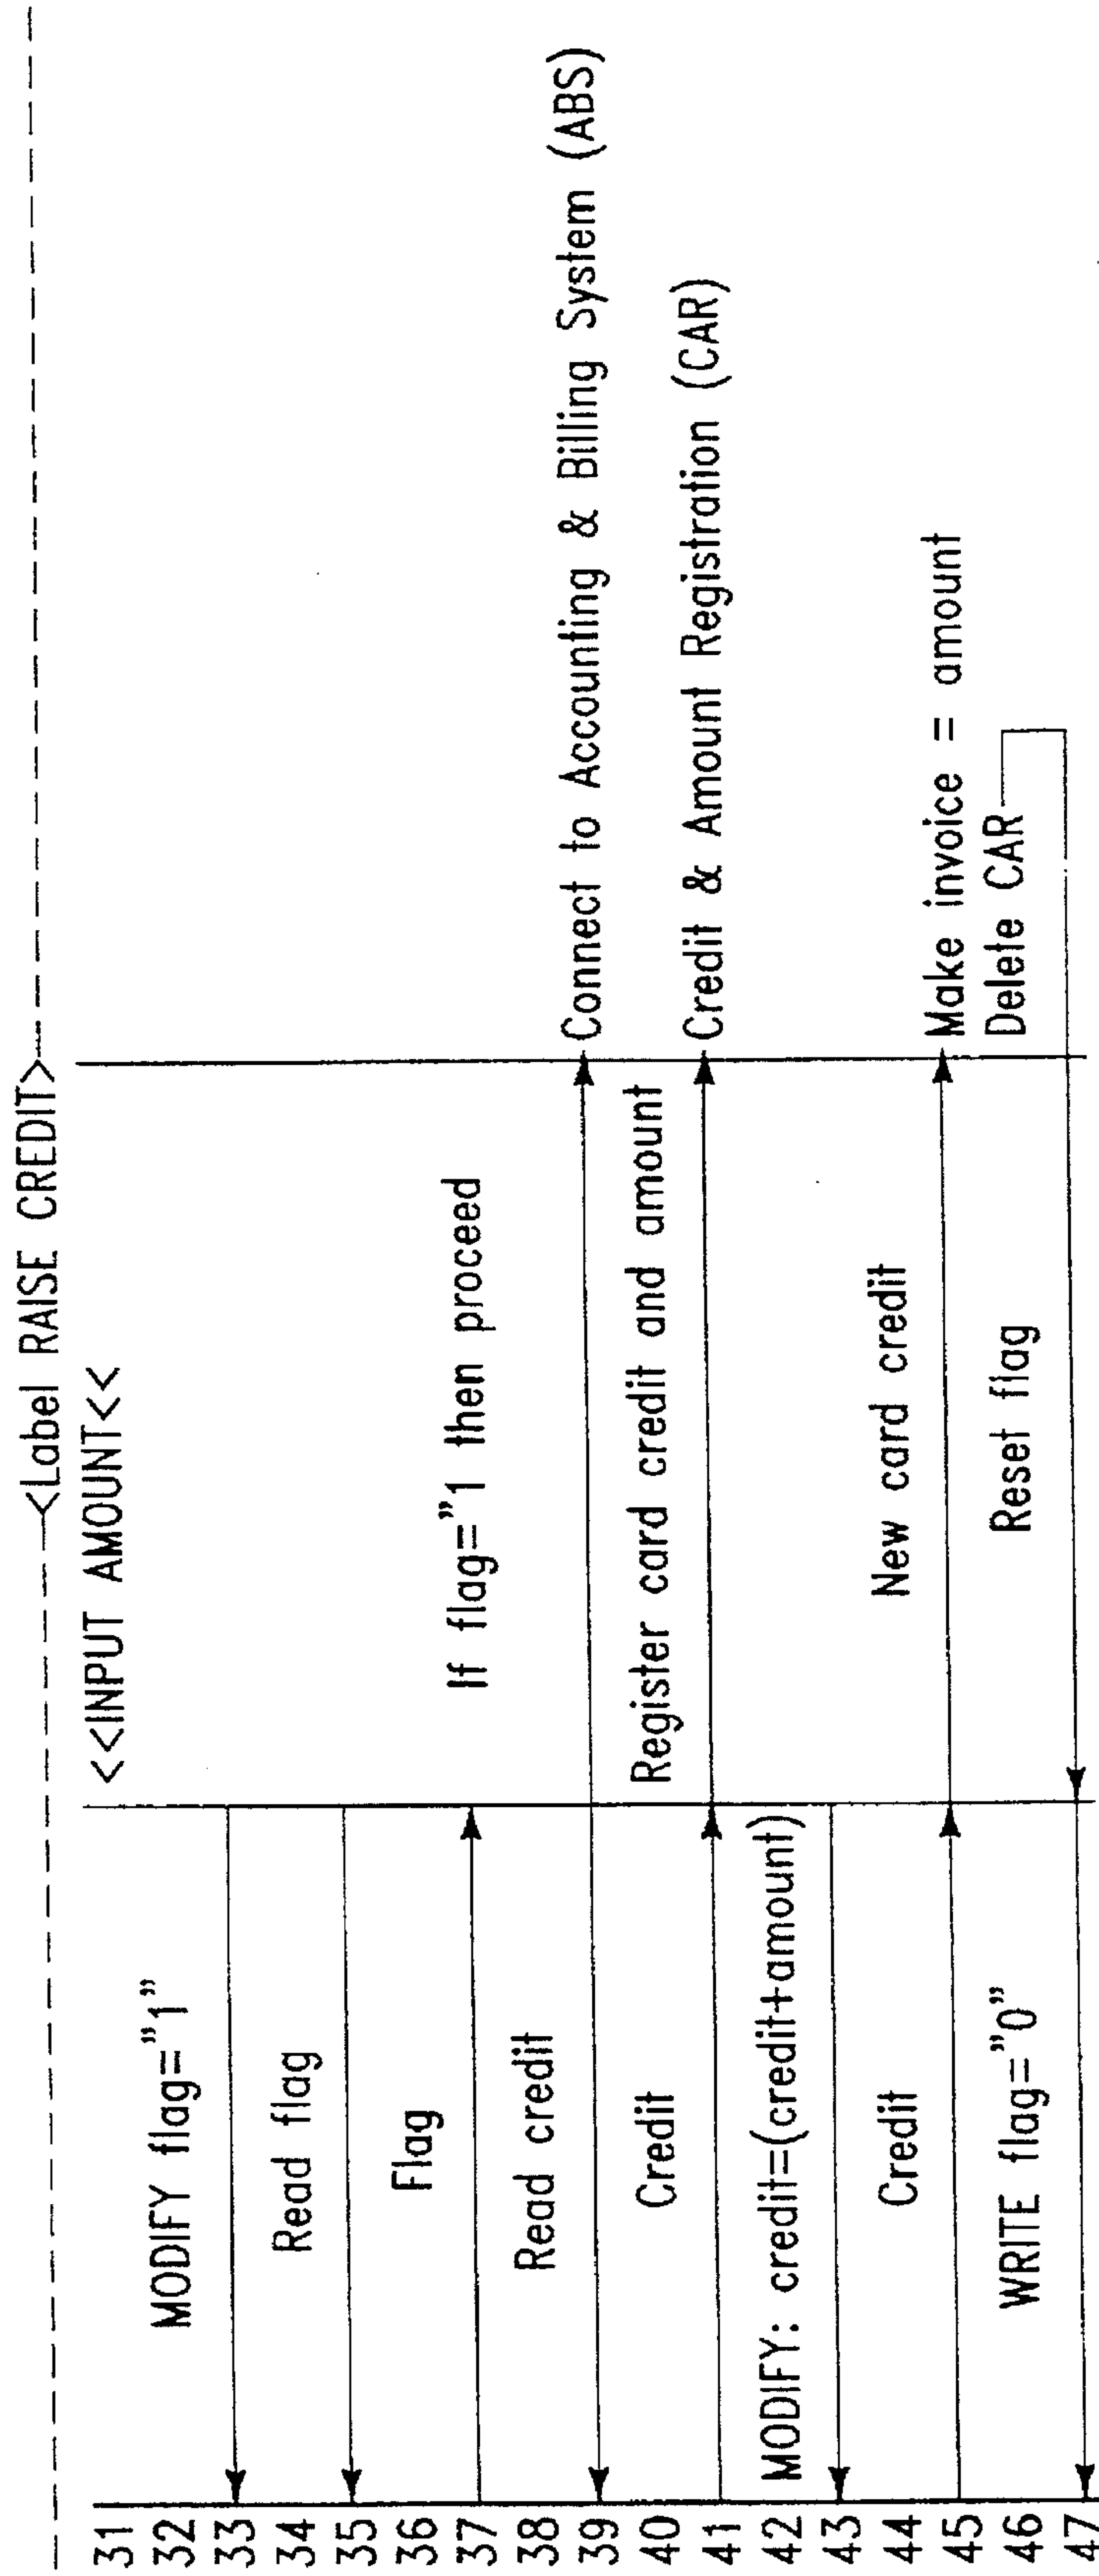 <Label RAISE CREDIT>
31 <<INPUT AMOUNT<<
32 MODIFY flag="1"
33
34 Read flag
35
36 Flag
37 If flag="1 then proceed
38 Read credit
39 Connect to Accounting & Billing System (ABS)
40 Credit Register card credit and amount
41 Credit & Amount Registration (CAR)
42 MODIFY: credit=(credit+amount)
43
44 Credit New card credit
45 Make invoice = amount
46 WRITE flag="0" Reset flag Delete CAR
47